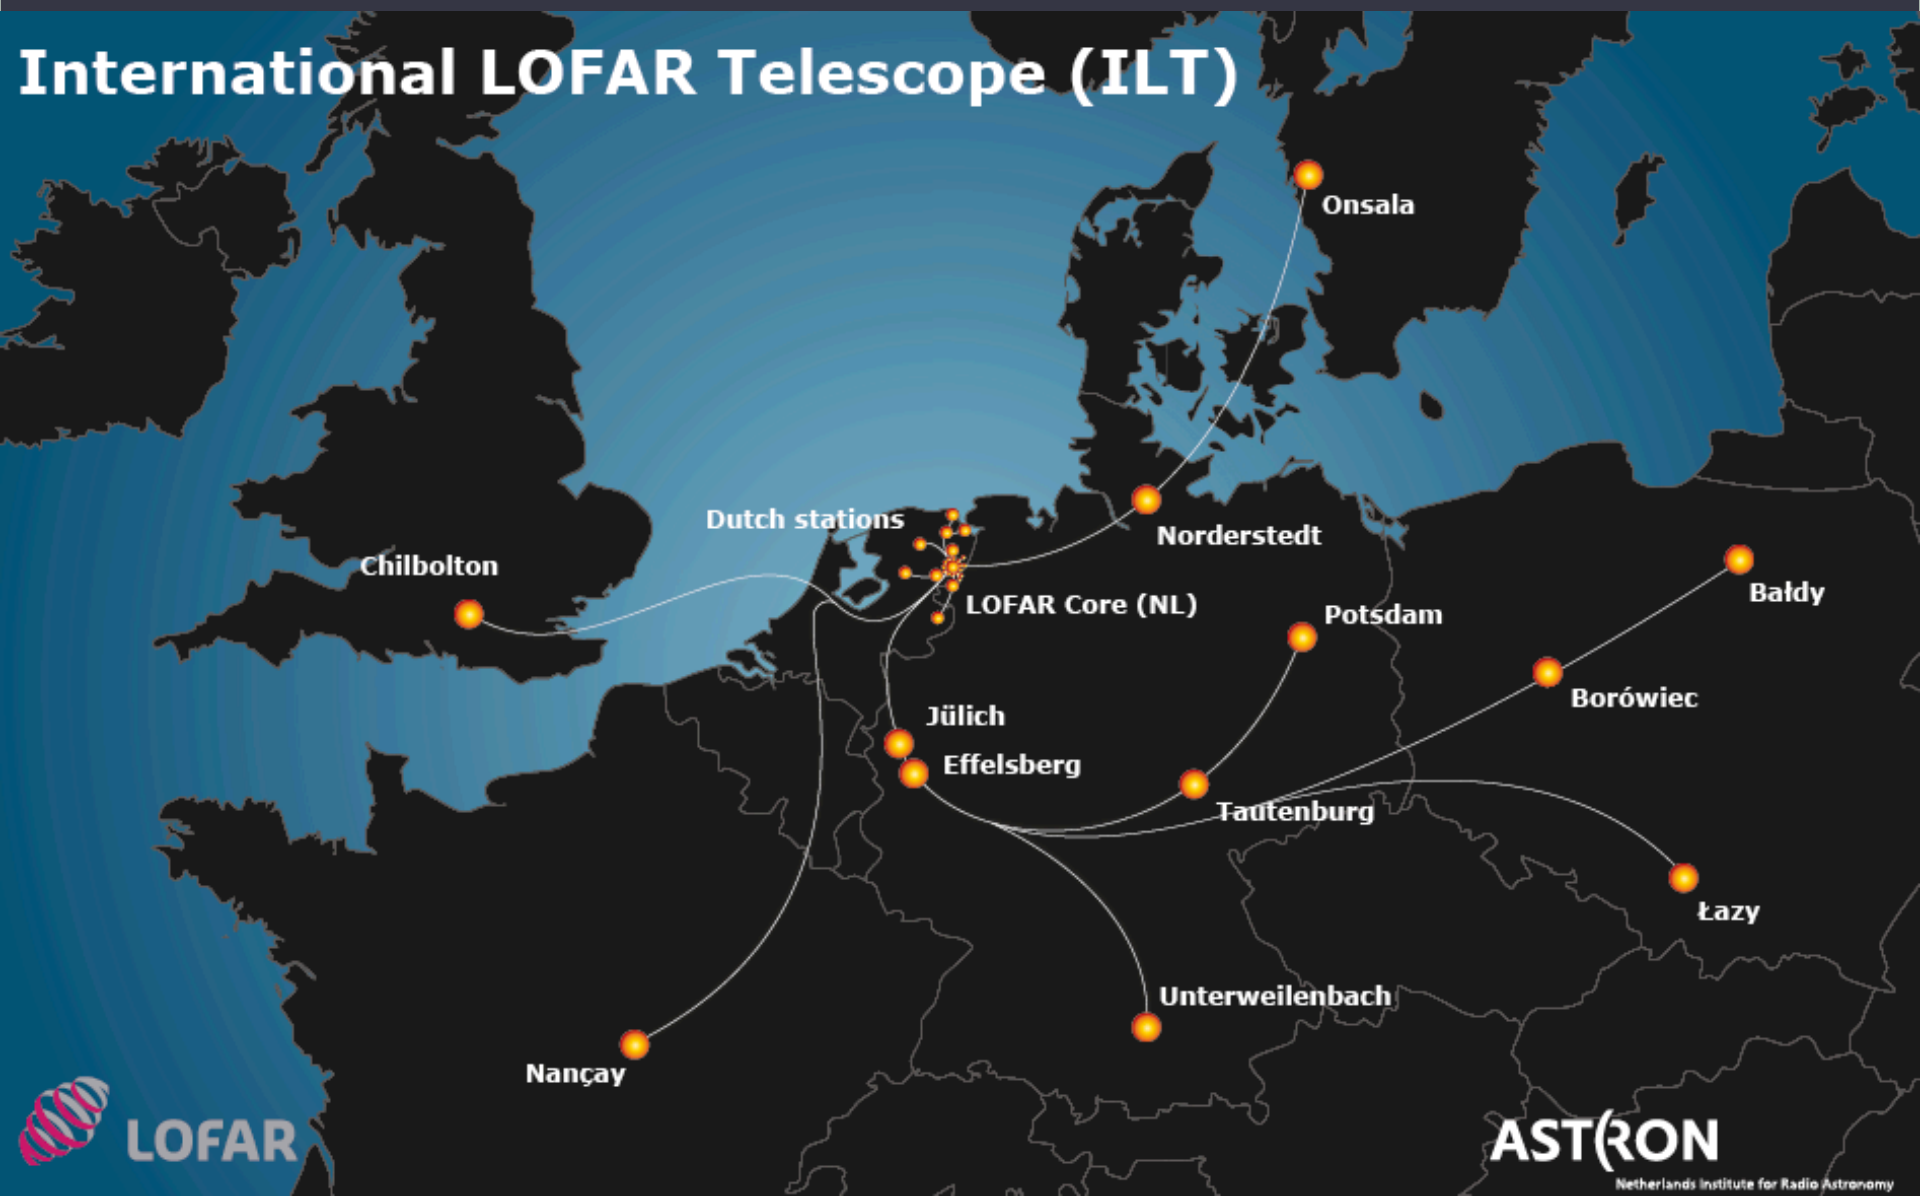 International LOFAR Telescope (ILT)
Onsala
Dutch stations
Norderstedt
Chilbolton
Bałdy
LOFAR Core (NL)
Potsdam
Borówiec
Jülich
Effelsberg
Tautenburg
Łazy
Unterweilenbach
Nançay
LOFAR
ASTRON
Netherlands Institute for Radio Astronomy